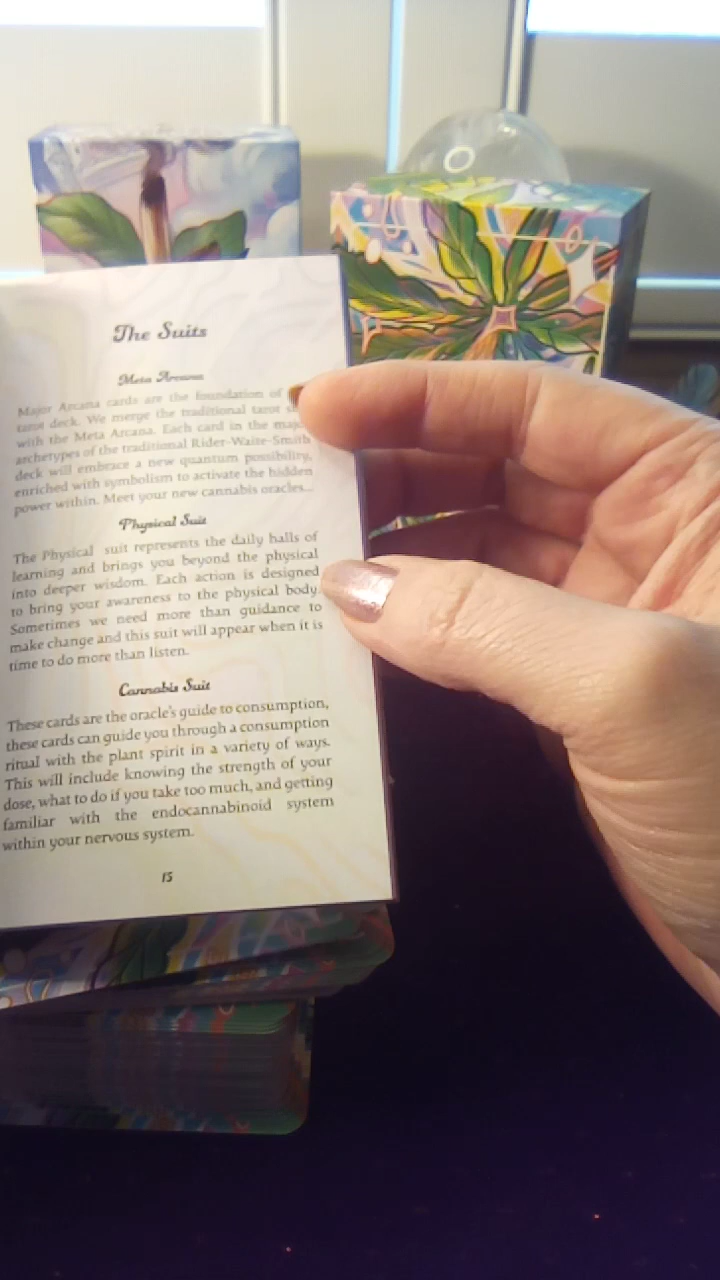 The Suits
Meta Arcana
Major Arcana cards are the foundation of
tarot deck. We merge the traditional tarot
with the Meta Arcana. Each card in the
archetypes of the traditional Rider-Waite-Smith
deck will embrace a new quantum possibility,
enriched with symbolism to activate the hidden
power within. Meet your new cannabis oracles...
Physical Suit
The Physical suit represents the daily halls of
learning and brings you beyond the physical
into deeper wisdom. Each action is designed
to bring your awareness to the physical body.
Sometimes we need more than guidance to
make change and this suit will appear when it is
time to do more than listen.
Cannabis Suit
These cards are the oracle's guide to consumption,
these cards can guide you through a consumption
ritual with the plant spirit in a variety of ways.
This will include knowing the strength of your
dose, what to do if you take too much, and getting
familiar with the endocannabinoid system
within your nervous system.
15